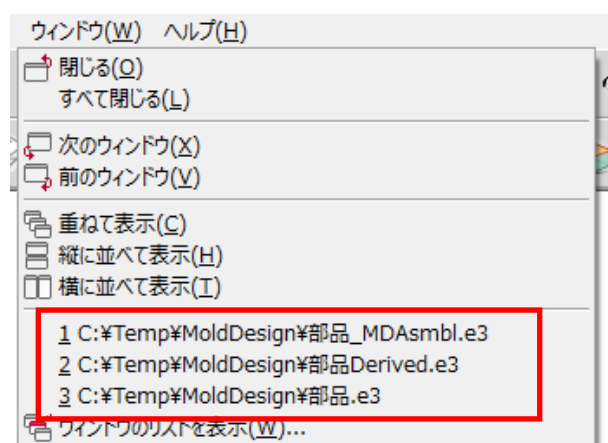 ウィンドウ(W) ヘルプ(H)
閉じる(O)
すべて閉じる(L)
次のウィンドウ(X)
前のウィンドウ(V)
重ねて表示(C)
縦に並べて表示(H)
横に並べて表示(T)
1 C:¥Temp¥MoldDesign¥部品_MDAsmbl.e3
2 C:¥Temp¥MoldDesign¥部品Derived.e3
3 C:¥Temp¥MoldDesign¥部品.e3
ウィンドウのリストを表示(W)...